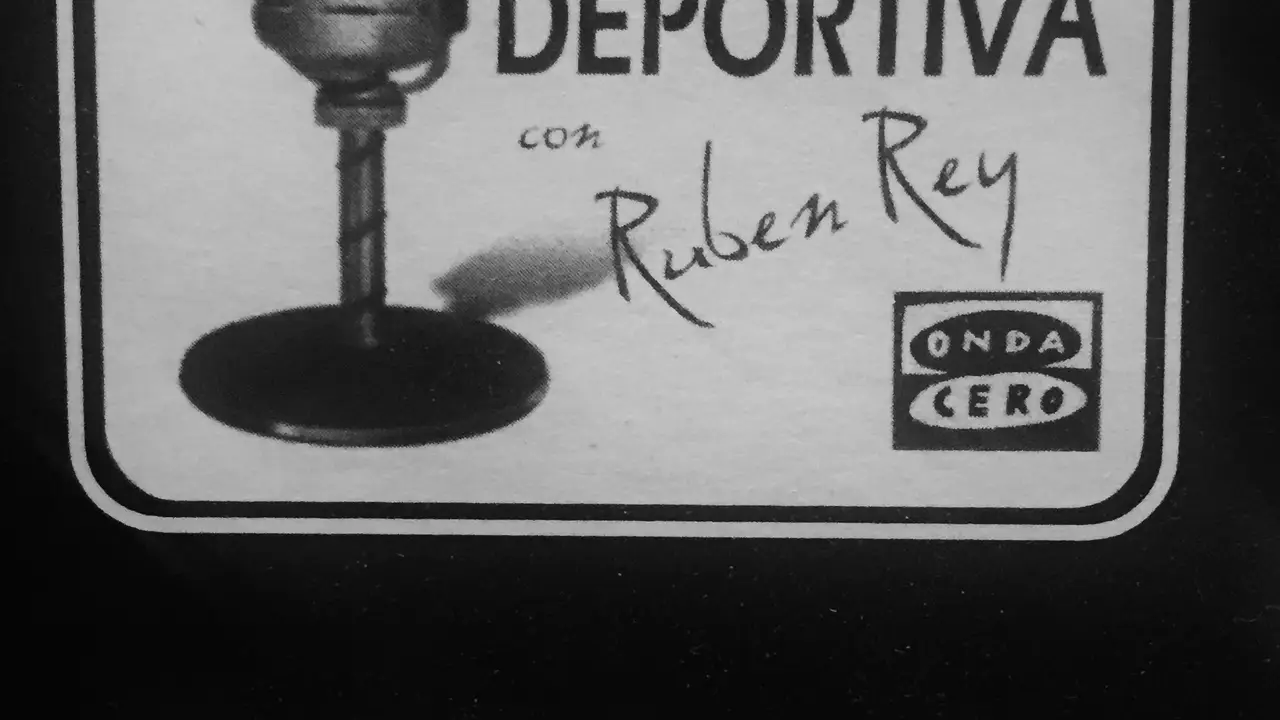 DEPORTIVA
con
Ruben Rey
ONDA
CERO